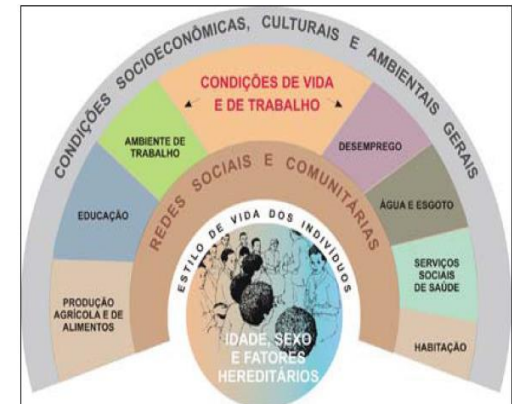 CONDIÇÕES SOCIOECONÔMICAS, CULTURAIS E AMBIENTAIS GERAIS
CONDIÇÕES DE VIDA
E DE TRABALHO
AMBIENTE DE
TRABALHO
DESEMPREGO
REDES SOCIAIS E COMUNITÁRIAS
EDUCAÇÃO
ÁGUA E ESGOTO
ESTILO DE VIDA DOS INDIVÍDUOS
PRODUÇÃO
AGRÍCOLA E DE
ALIMENTOS
SERVIÇOS
SOCIAIS
DE SAÚDE
HABITAÇÃO
IDADE, SEXO
E FATORES
HEREDITÁRIOS